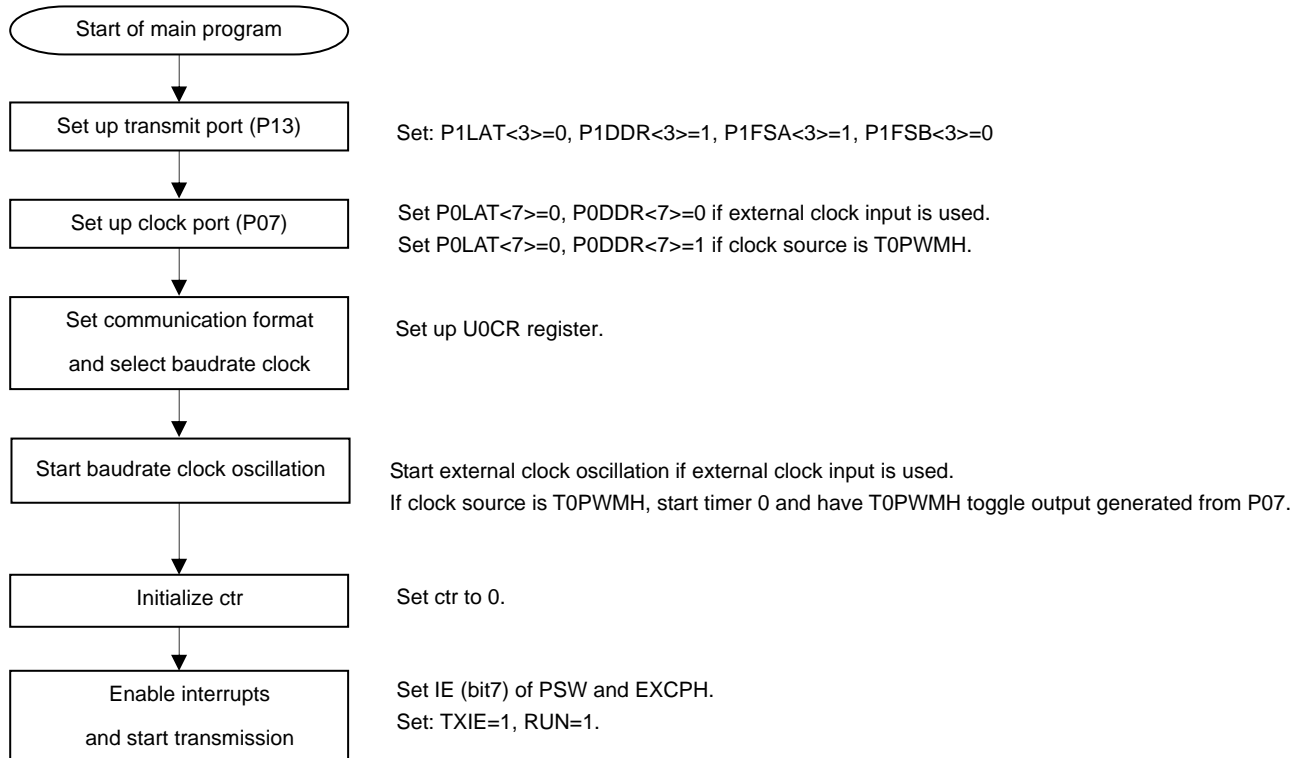 Start of main program
Set up transmit port (P13)
Set: P1LAT<3>=0, P1DDR<3>=1, P1FSA<3>=1, P1FSB<3>=0
Set up clock port (P07)
Set P0LAT<7>=0, P0DDR<7>=0 if external clock input is used.
Set P0LAT<7>=0, P0DDR<7>=1 if clock source is T0PWMH.
Set communication format
and select baudrate clock
Set up U0CR register.
Start baudrate clock oscillation
Start external clock oscillation if external clock input is used.
If clock source is T0PWMH, start timer 0 and have T0PWMH toggle output generated from P07.
Initialize ctr
Set ctr to 0.
Enable interrupts
and start transmission
Set IE (bit7) of PSW and EXCPH.
Set: TXIE=1, RUN=1.